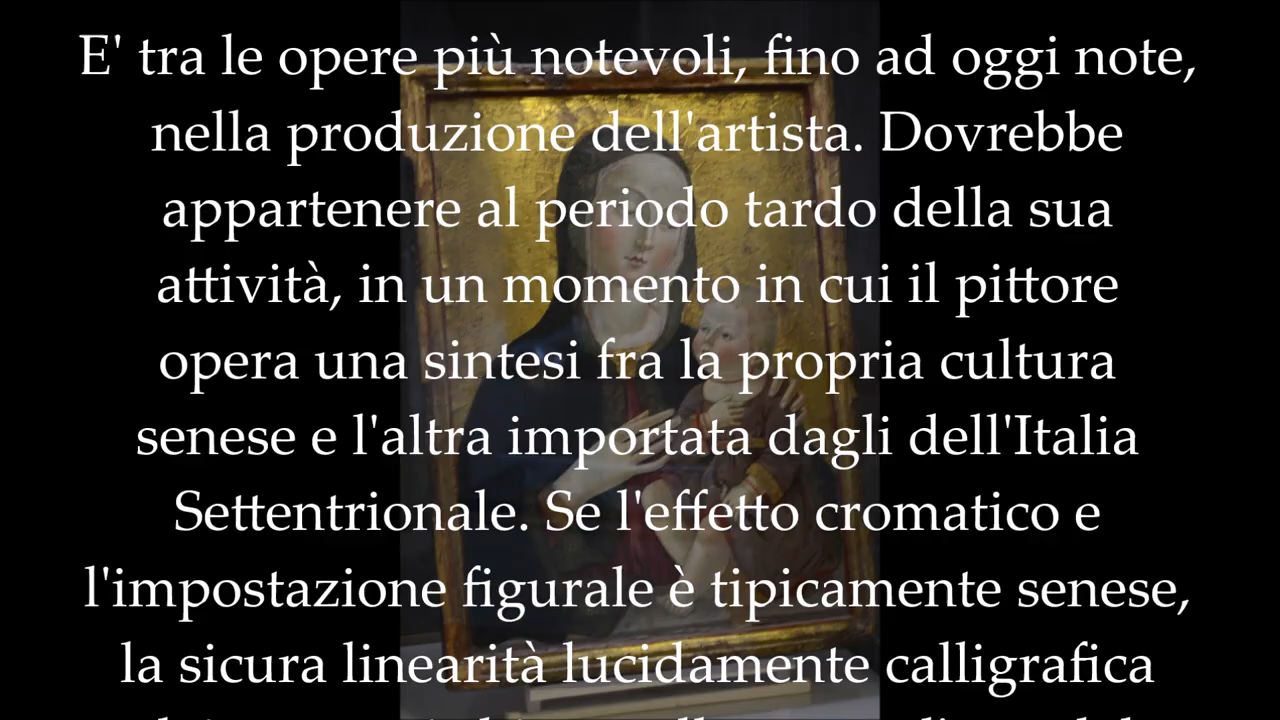 E' tra le opere più notevoli, fino ad oggi note,
nella produzione dell'artista. Dovrebbe
appartenere al periodo tardo della sua
attività, in un momento in cui il pittore
opera una sintesi fra la propria cultura
senese e l'altra importata dagli dell'Italia
Settentrionale. Se l'effetto cromatico e
l'impostazione figurale è tipicamente senese,
la sicura linearità lucidamente calligrafica